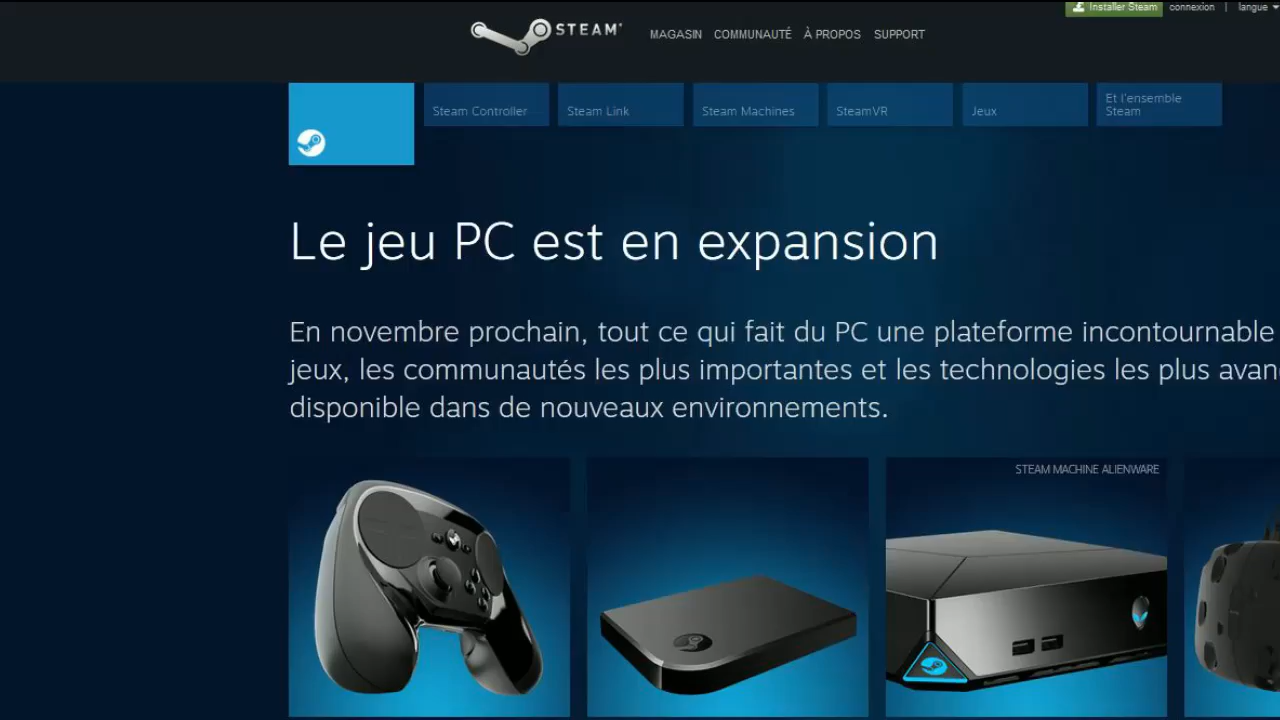 Installer Steam connexion | langue
STEAM
MAGASIN COMMUNAUTÉ À PROPOS SUPPORT
Steam Controller
Steam Link
Steam Machines
SteamVR
Jeux
Et l'ensemble
Steam
Le jeu PC est en expansion
En novembre prochain, tout ce qui fait du PC une plateforme incontournable
jeux, les communautés les plus importantes et les technologies les plus avan
disponible dans de nouveaux environnements.
STEAM MACHINE ALIENWARE